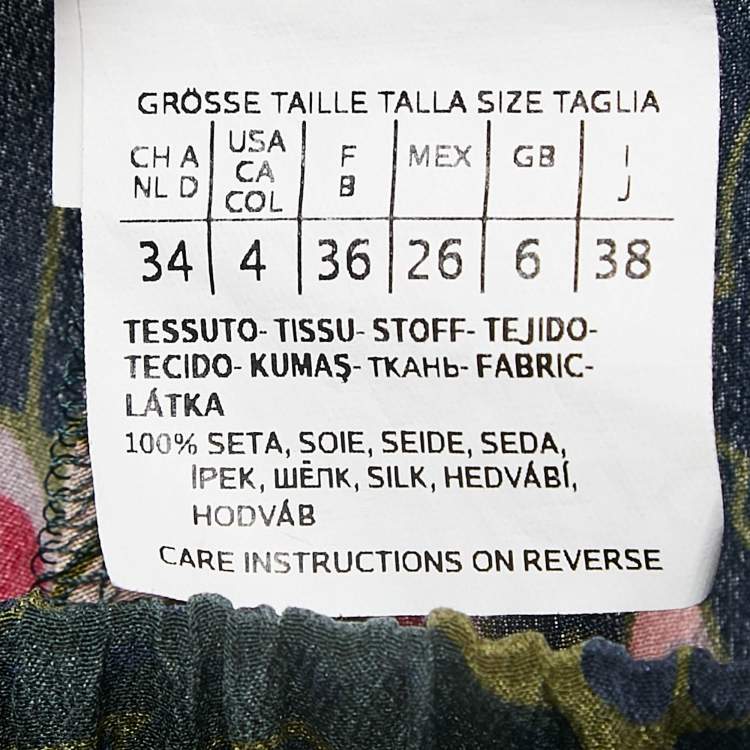 GRÖSSE TAILLE TALLA SIZE TAGLIA
CH A NL D USA CA COL F B MEX GB I J
34 4 36 26 6 38
TESSUTO- TISSU- STOFF- TEJIDO-
TECIDO- KUMAŞ- ТКАНЬ- FABRIC-
LÁTKA
100% SETA, SOIE, SEIDE, SEDA,
İPEK, ШЁЛК, SILK, HEDVÁBÍ,
HODVÁB
CARE INSTRUCTIONS ON REVERSE